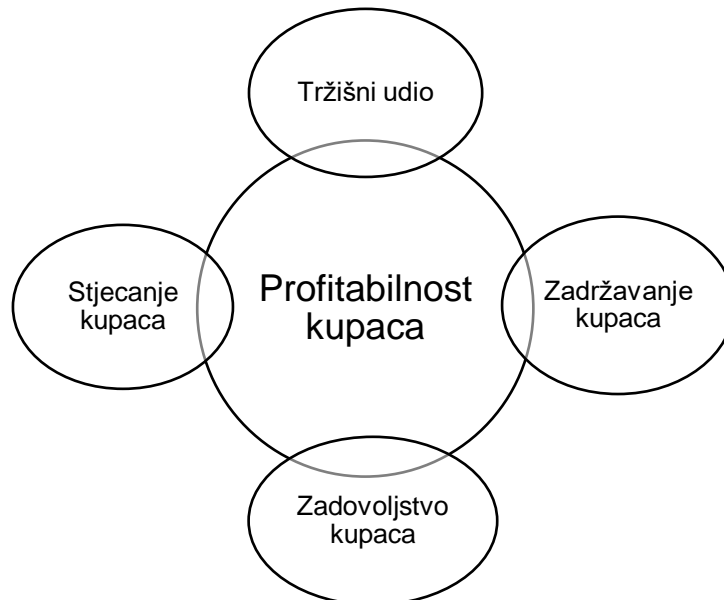 Tržišni udio
Stjecanje
kupaca
Profitabilnost
kupaca
Zadržavanje
kupaca
Zadovoljstvo
kupaca